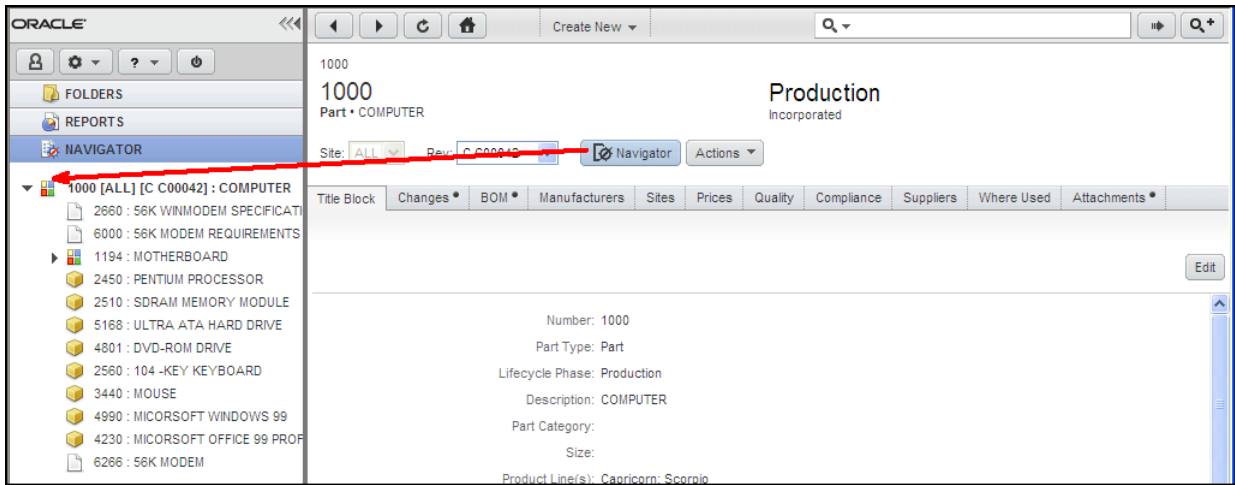 ORACLE'
Create New
?
FOLDERS
REPORTS
NAVIGATOR
1000 [ALL] [C C00042] : COMPUTER
2660 : 56K WINMODEM SPECIFICATI
6000 : 56K MODEM REQUIREMENTS
1194 : MOTHERBOARD
2450 : PENTIUM PROCESSOR
2510 : SDRAM MEMORY MODULE
5168 : ULTRA ATA HARD DRIVE
4801 : DVD-ROM DRIVE
2560 : 104 -KEY KEYBOARD
3440 : MOUSE
4990 : MICORSOFT WINDOWS 99
4230 : MICORSOFT OFFICE 99 PROF
6266 : 56K MODEM
1000
1000
Part • COMPUTER
Production
Incorporated
Site: ALL Rev: C C00042 Navigator Actions
Title Block Changes • BOM • Manufacturers Sites Prices Quality Compliance Suppliers Where Used Attachments •
Edit
Number: 1000
Part Type: Part
Lifecycle Phase: Production
Description: COMPUTER
Part Category:
Size:
Product Line(s): Capricorn; Scorpio